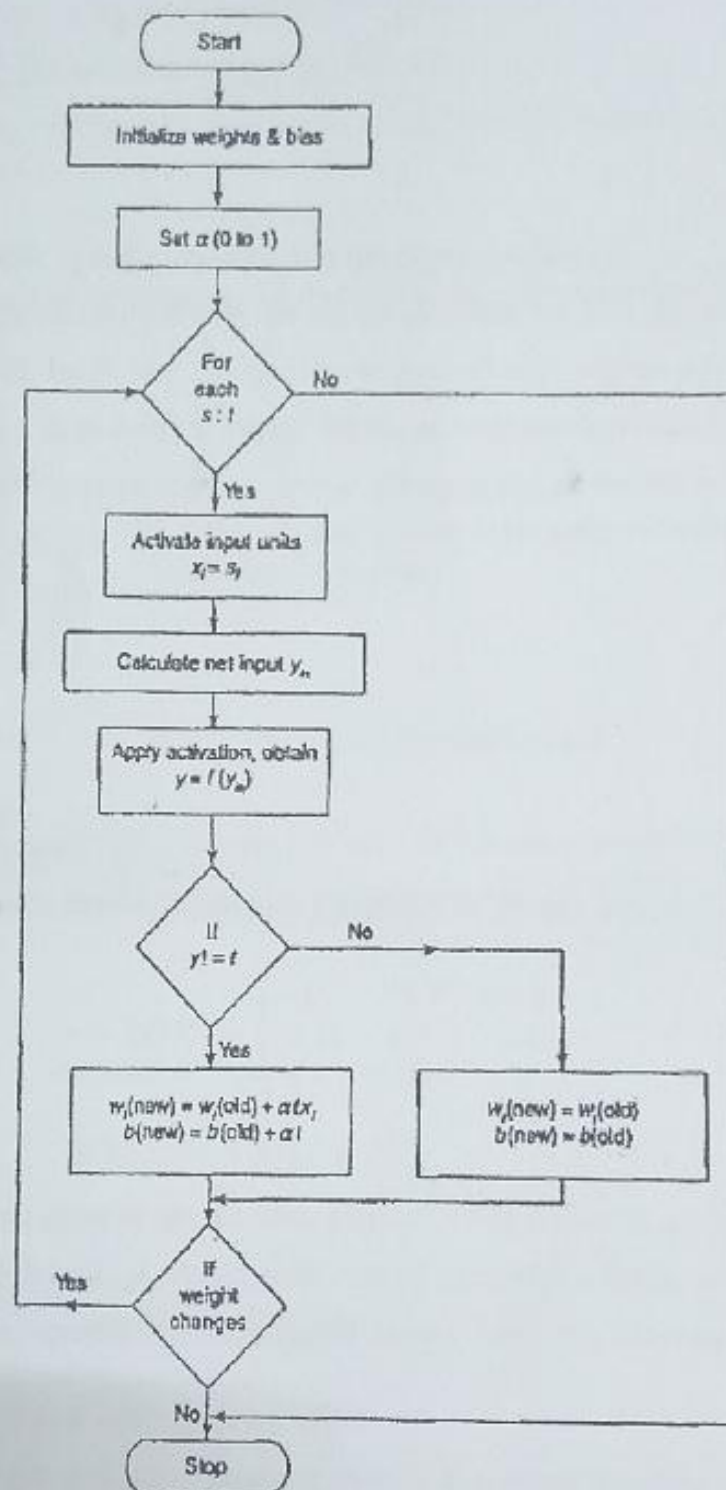 Start
Initialize weights & bias
Set α (0 to 1)
For
each
s : t
No
Yes
Activate input units
xᵢ = sᵢ
Calculate net input yᵢₙ
Apply activation, obtain
y = f (yᵢₙ)
If
y! = t
No
Yes
wᵢ(new) = wᵢ(old) + αtxᵢ
b(new) = b(old) + αt
wᵢ(new) = wᵢ(old)
b(new) = b(old)
If
weight
changes
Yes
No
Stop